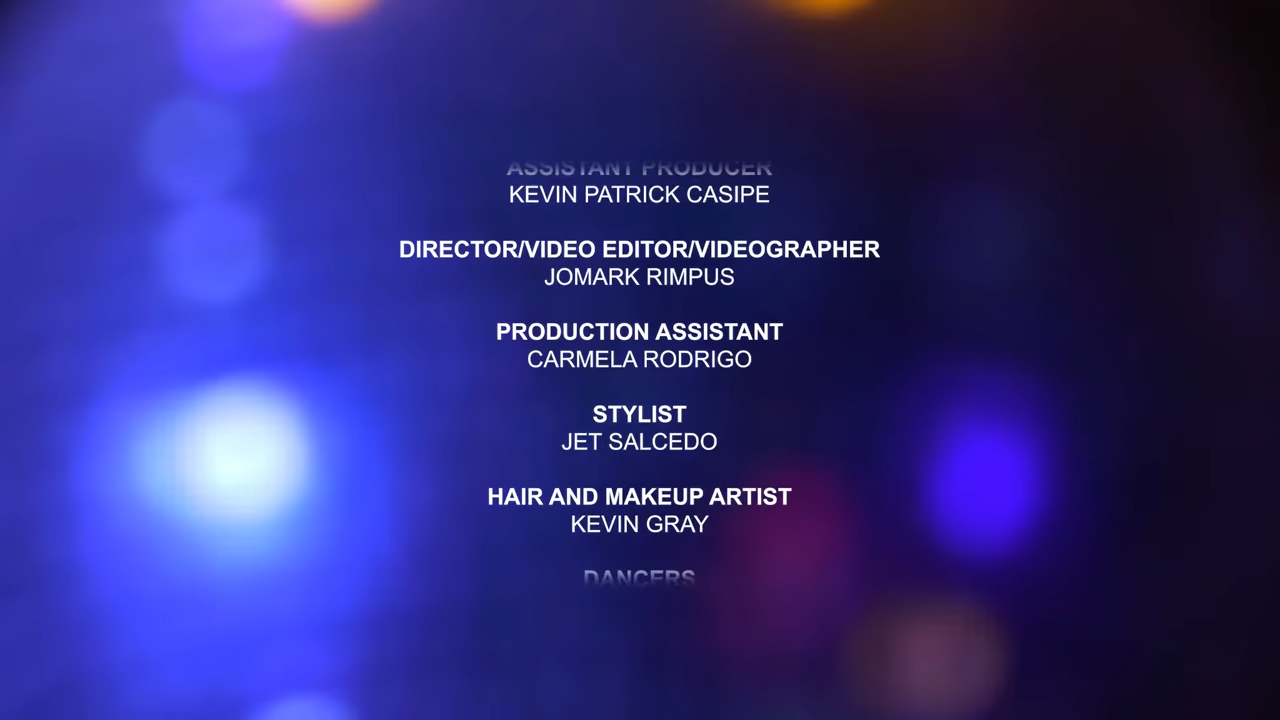 ASSISTANT PRODUCER
KEVIN PATRICK CASIPE
DIRECTOR/VIDEO EDITOR/VIDEOGRAPHER
JOMARK RIMPUS
PRODUCTION ASSISTANT
CARMELA RODRIGO
STYLIST
JET SALCEDO
HAIR AND MAKEUP ARTIST
KEVIN GRAY
DANCERS